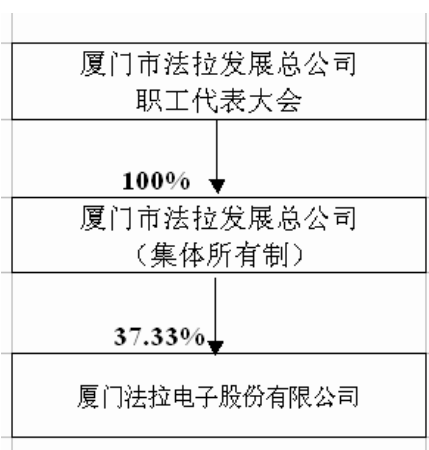 厦门市法拉发展总公司
职工代表大会
100%
厦门市法拉发展总公司
（集体所有制）
37.33%
厦门法拉电子股份有限公司